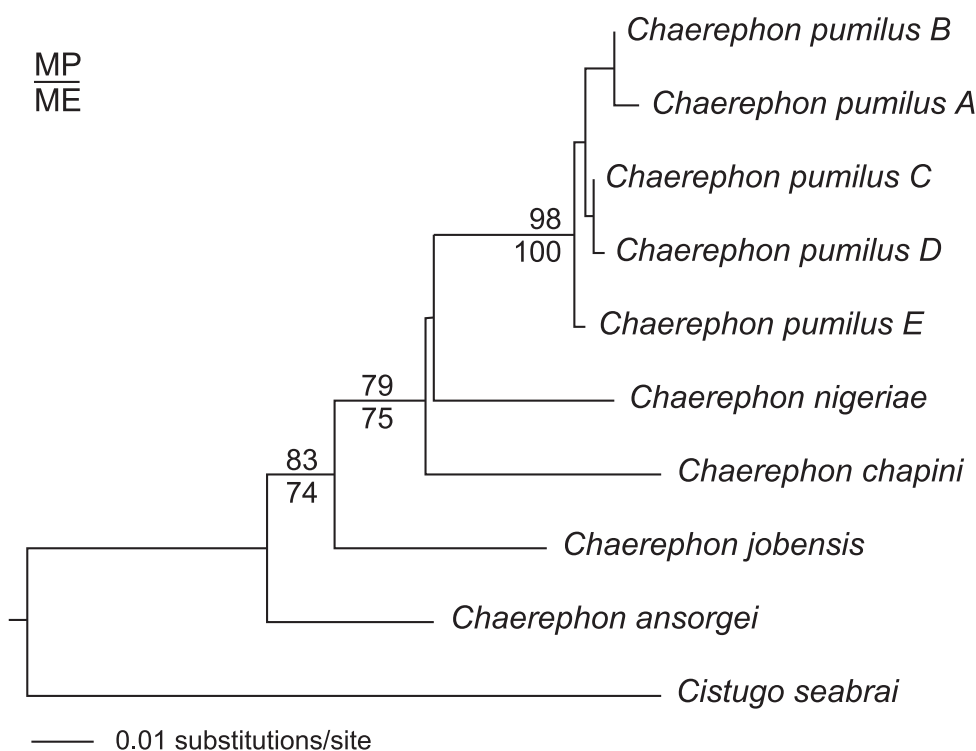 Chaerephon pumilus B
MP
ME
Chaerephon pumilus A
Chaerephon pumilus C
98
100
Chaerephon pumilus D
Chaerephon pumilus E
79
75
Chaerephon nigeriae
83
74
Chaerephon chapini
Chaerephon jobensis
Chaerephon ansorgei
Cistugo seabrai
0.01 substitutions/site